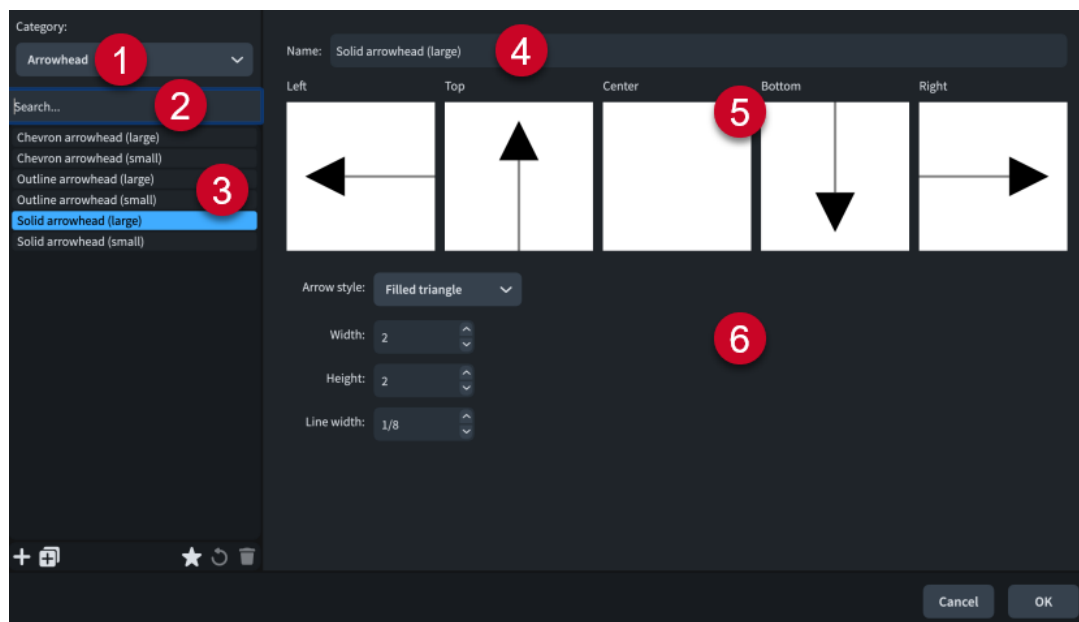 Category:
Arrowhead
1
Search...
2
Chevron arrowhead (large)
Chevron arrowhead (small)
Outline arrowhead (large)
Outline arrowhead (small)
Solid arrowhead (large)
Solid arrowhead (small)
3
Name: Solid arrowhead (large)
4
Left Top Center Bottom Right
5
Arrow style: Filled triangle
Width: 2
Height: 2
Line width: 1/8
6
Cancel OK